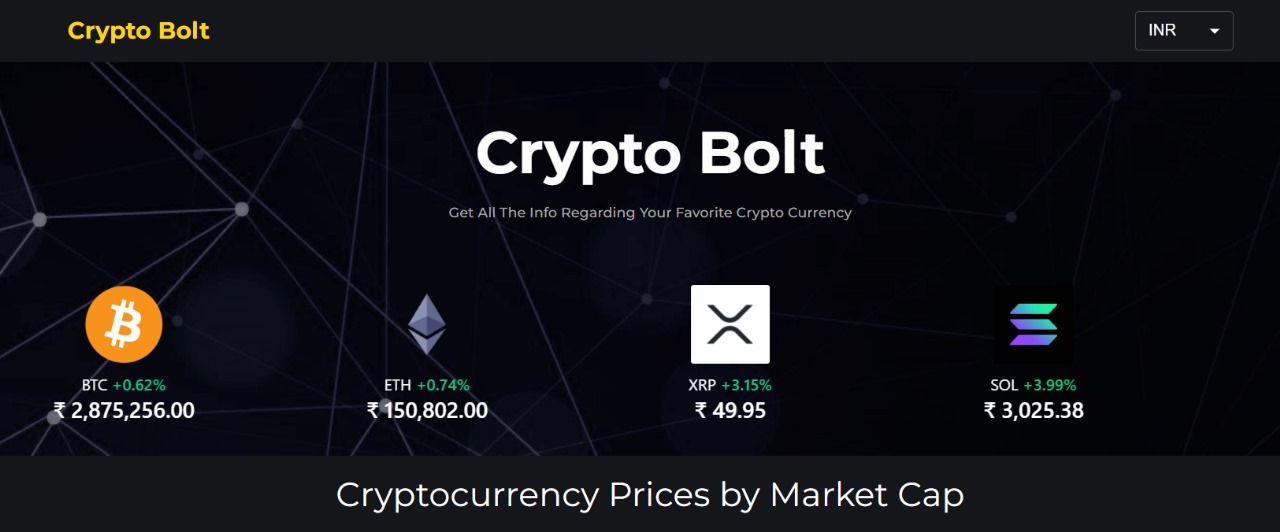 Crypto Bolt
INR
Crypto Bolt
Get All The Info Regarding Your Favorite Crypto Currency
BTC +0.62%
₹ 2,875,256.00
ETH +0.74%
₹ 150,802.00
XRP +3.15%
₹ 49.95
SOL +3.99%
₹ 3,025.38
Cryptocurrency Prices by Market Cap